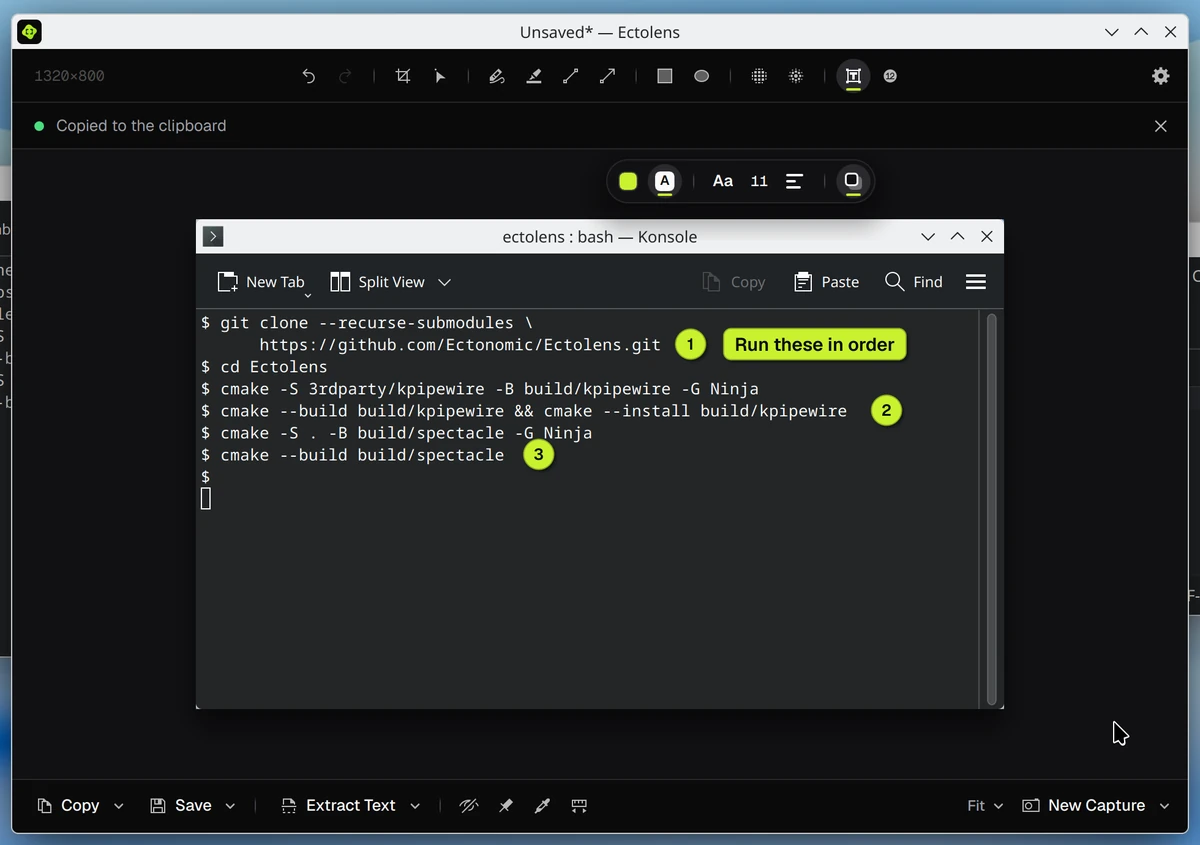 Unsaved* — Ectolens
1320×800
12
Copied to the clipboard
A Aa 11
ectolens : bash — Konsole
New Tab Split View Copy Paste Find
$ git clone --recurse-submodules \
https://github.com/Ectonomic/Ectolens.git 1 Run these in order
$ cd Ectolens
$ cmake -S 3rdparty/kpipewire -B build/kpipewire -G Ninja
$ cmake --build build/kpipewire && cmake --install build/kpipewire 2
$ cmake -S . -B build/spectacle -G Ninja
$ cmake --build build/spectacle 3
$
Copy Save Extract Text Fit New Capture